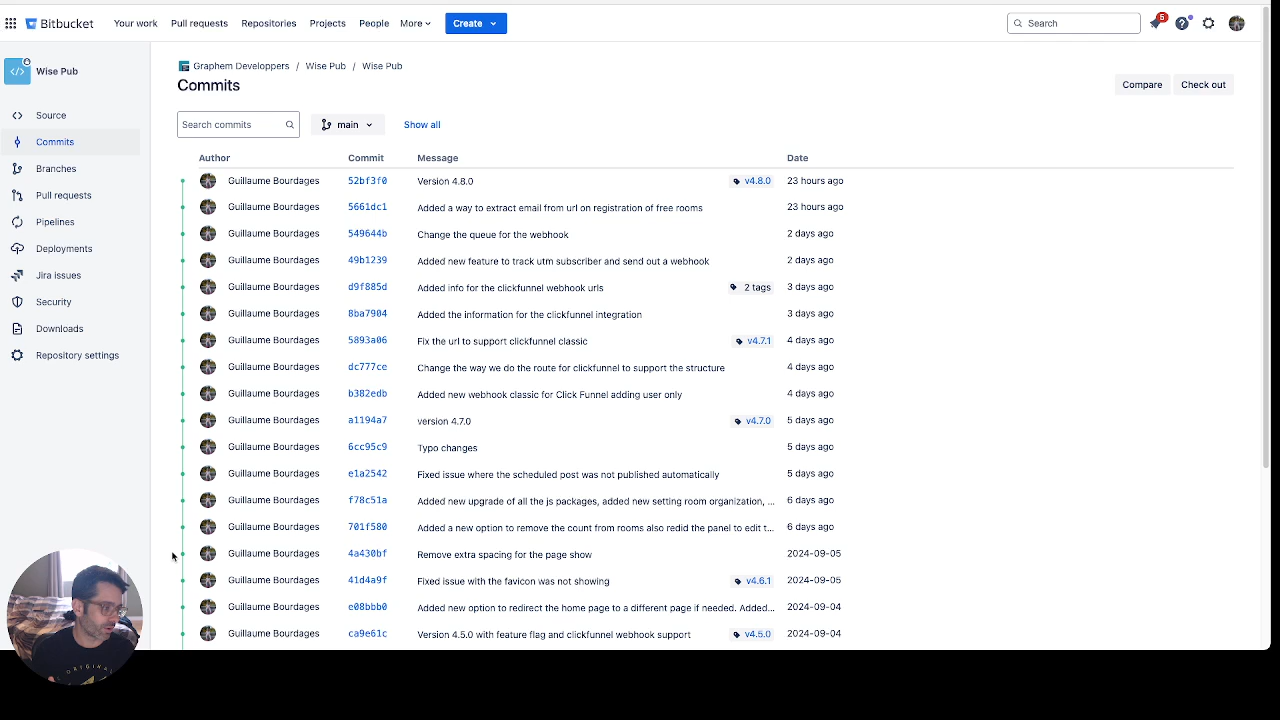 Bitbucket Your work Pull requests Repositories Projects People More Create Search 5
Wise Pub
Graphem Developpers / Wise Pub / Wise Pub
Commits
Compare Check out
Source
Commits
Branches
Pull requests
Pipelines
Deployments
Jira issues
Security
Downloads
Repository settings
Search commits main Show all
Author Commit Message Date
Guillaume Bourdages 52bf3f0 Version 4.8.0 v4.8.0 23 hours ago
Guillaume Bourdages 5661dc1 Added a way to extract email from url on registration of free rooms 23 hours ago
Guillaume Bourdages 549644b Change the queue for the webhook 2 days ago
Guillaume Bourdages 49b1239 Added new feature to track utm subscriber and send out a webhook 2 days ago
Guillaume Bourdages d9f885d Added info for the clickfunnel webhook urls 2 tags 3 days ago
Guillaume Bourdages 8ba7904 Added the information for the clickfunnel integration 3 days ago
Guillaume Bourdages 5893a06 Fix the url to support clickfunnel classic v4.7.1 4 days ago
Guillaume Bourdages dc777ce Change the way we do the route for clickfunnel to support the structure 4 days ago
Guillaume Bourdages b382edb Added new webhook classic for Click Funnel adding user only 4 days ago
Guillaume Bourdages a1194a7 version 4.7.0 v4.7.0 5 days ago
Guillaume Bourdages 6cc95c9 Typo changes 5 days ago
Guillaume Bourdages e1a2542 Fixed issue where the scheduled post was not published automatically 5 days ago
Guillaume Bourdages f78c51a Added new upgrade of all the js packages, added new setting room organization, ... 6 days ago
Guillaume Bourdages 701f580 Added a new option to remove the count from rooms also redid the panel to edit t... 6 days ago
Guillaume Bourdages 4a430bf Remove extra spacing for the page show 2024-09-05
Guillaume Bourdages 41d4a9f Fixed issue with the favicon was not showing v4.6.1 2024-09-05
Guillaume Bourdages e08bbb0 Added new option to redirect the home page to a different page if needed. Added... 2024-09-04
Guillaume Bourdages ca9e61c Version 4.5.0 with feature flag and clickfunnel webhook support v4.5.0 2024-09-04
ORIGINAL